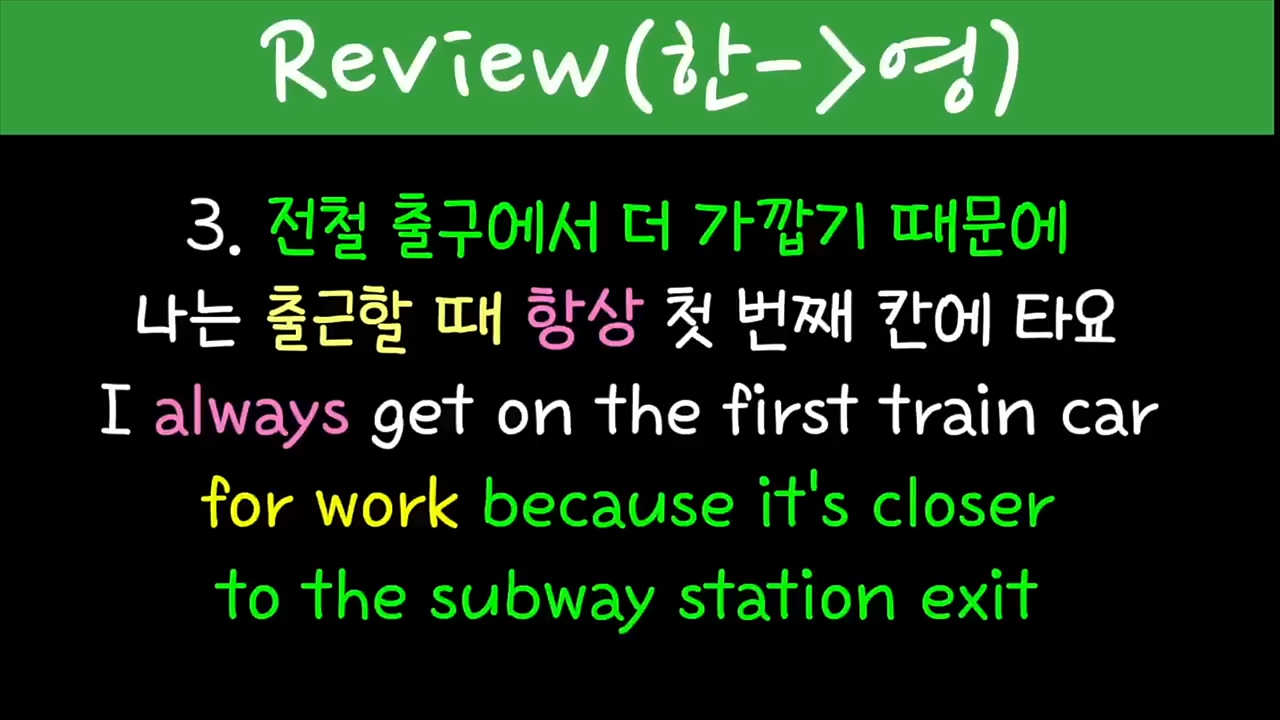 Review(한->영)
3. 전철 출구에서 더 가깝기 때문에
나는 출근할 때 항상 첫 번째 칸에 타요
I always get on the first train car
for work because it's closer
to the subway station exit